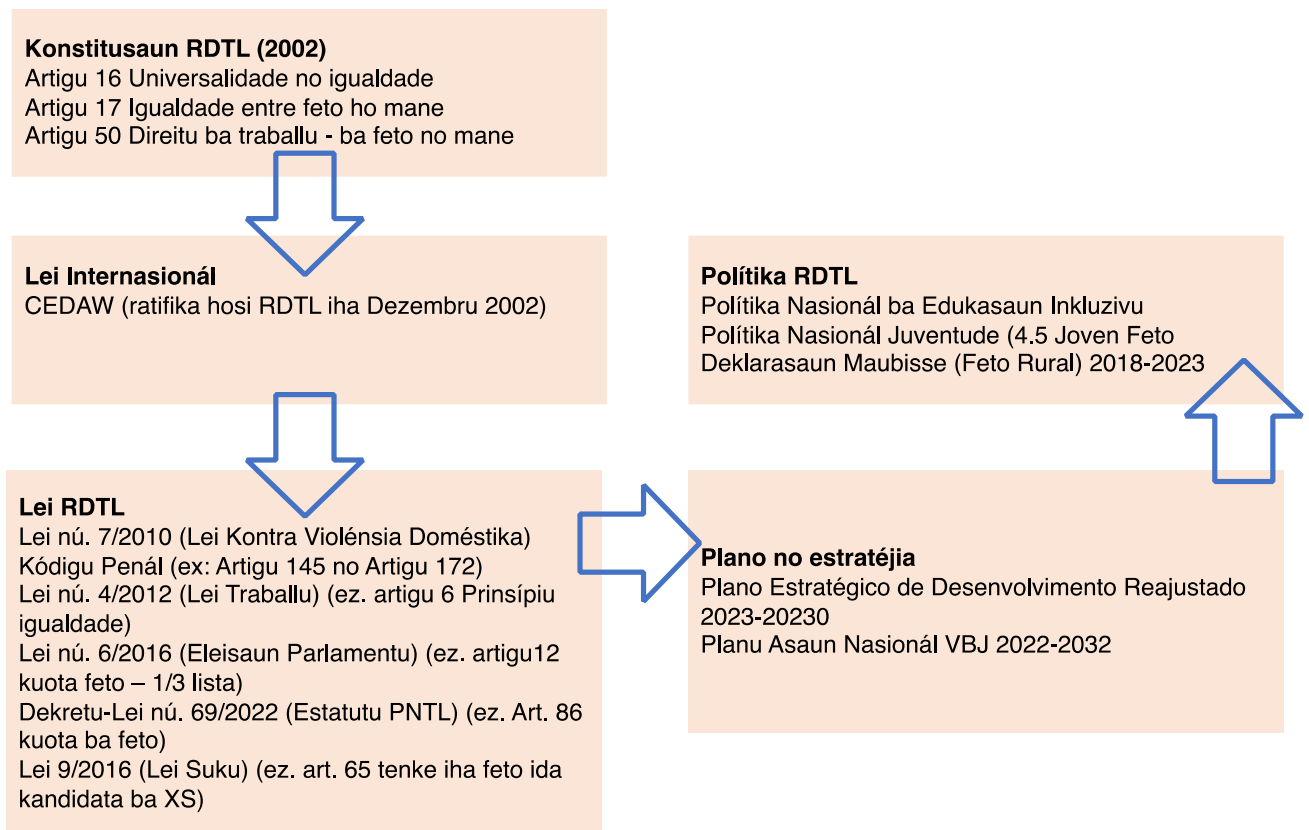 Konstitusaun RDTL (2002)
Artigu 16 Universalidade no igualdade
Artigu 17 Igualdade entre feto ho mane
Artigu 50 Direitu ba traballu - ba feto no mane
Lei Internasionál
CEDAW (ratifika hosi RDTL iha Dezembru 2002)
Lei RDTL
Lei nú. 7/2010 (Lei Kontra Violénsia Doméstika)
Kódigu Penál (ex: Artigu 145 no Artigu 172)
Lei nú. 4/2012 (Lei Traballu) (ez. artigu 6 Prinsípiu
igualdade)
Lei nú. 6/2016 (Eleisaun Parlamentu) (ez. artigu12
kuota feto – 1/3 lista)
Dekretu-Lei nú. 69/2022 (Estatutu PNTL) (ez. Art. 86
kuota ba feto)
Lei 9/2016 (Lei Suku) (ez. art. 65 tenke iha feto ida
kandidata ba XS)
Plano no estratéjia
Plano Estratégico de Desenvolvimento Reajustado
2023-20230
Planu Asaun Nasionál VBJ 2022-2032
Polítika RDTL
Polítika Nasionál ba Edukasaun Inkluzivu
Polítika Nasionál Juventude (4.5 Joven Feto
Deklarasaun Maubisse (Feto Rural) 2018-2023